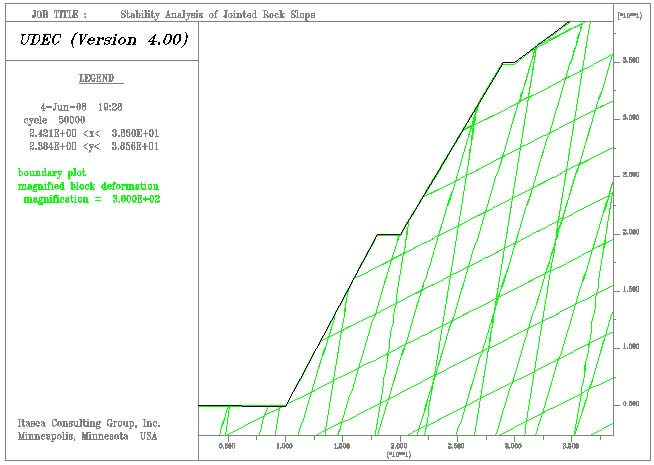 JOB TITLE : Stability Analysis of Jointed Rock Slope
(*10**1)
UDEC (Version 4.00)
LEGEND
4-Jun-08 19:28
cycle 50000
2.421E+00 <x< 3.860E+01
2.384E+00 <y< 3.856E+01
boundary plot
magnified block deformation
magnification = 3.000E+02
3.500
3.000
2.500
2.000
1.500
1.000
0.500
Itasca Consulting Group, Inc.
Minneapolis, Minnesota USA
0.500 1.000 1.500 2.000 2.500 3.000 3.500
(*10**1)